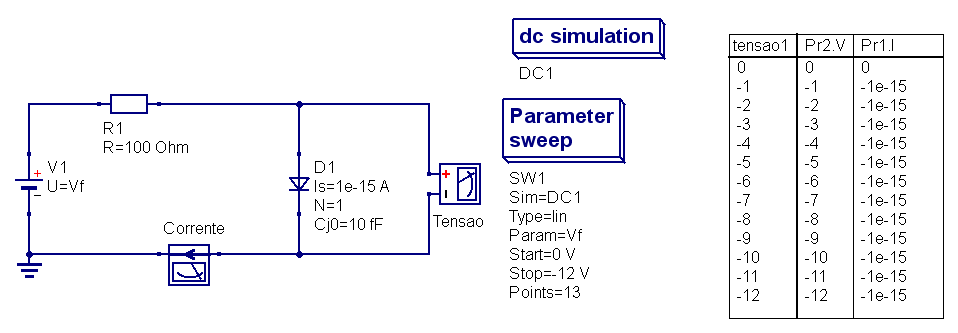 dc simulation
DC1
R1
R=100 Ohm
V1
U=Vf
+
−
D1
Is=1e-15 A
N=1
Cj0=10 fF
+
-
Tensao
Corrente
Parameter
sweep
SW1
Sim=DC1
Type=lin
Param=Vf
Start=0 V
Stop=-12 V
Points=13
tensao1 Pr2.V Pr1.I
0 0 0
-1 -1 -1e-15
-2 -2 -1e-15
-3 -3 -1e-15
-4 -4 -1e-15
-5 -5 -1e-15
-6 -6 -1e-15
-7 -7 -1e-15
-8 -8 -1e-15
-9 -9 -1e-15
-10 -10 -1e-15
-11 -11 -1e-15
-12 -12 -1e-15